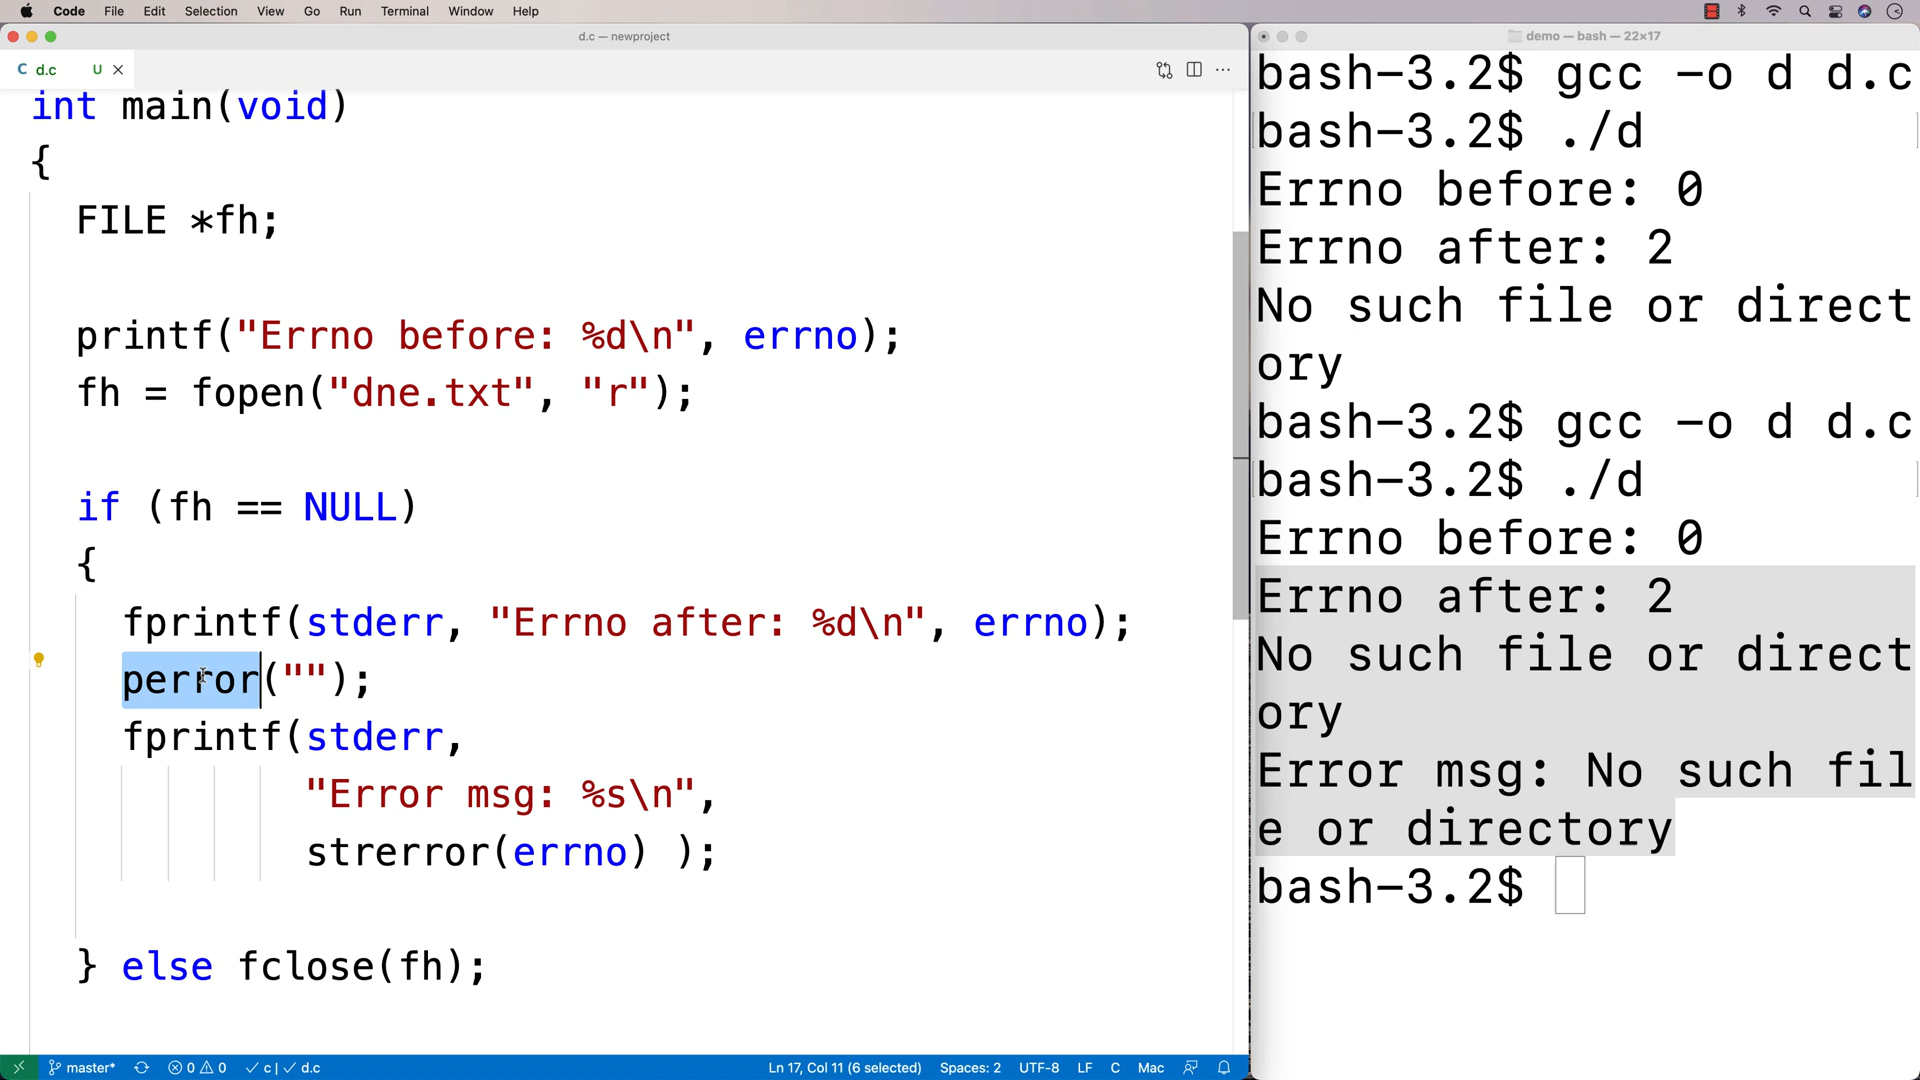 Code File Edit Selection View Go Run Terminal Window Help
d.c — newproject
C d.c U
int main(void)
{
FILE *fh;
printf("Errno before: %d\n", errno);
fh = fopen("dne.txt", "r");
if (fh == NULL)
{
fprintf(stderr, "Errno after: %d\n", errno);
perror("");
fprintf(stderr,
"Error msg: %s\n",
strerror(errno) );
} else fclose(fh);
master* 0 0 c | d.c Ln 17, Col 11 (6 selected) Spaces: 2 UTF-8 LF C Mac
demo — bash — 22×17
bash-3.2$ gcc -o d d.c
bash-3.2$ ./d
Errno before: 0
Errno after: 2
No such file or direct
ory
bash-3.2$ gcc -o d d.c
bash-3.2$ ./d
Errno before: 0
Errno after: 2
No such file or direct
ory
Error msg: No such fil
e or directory
bash-3.2$